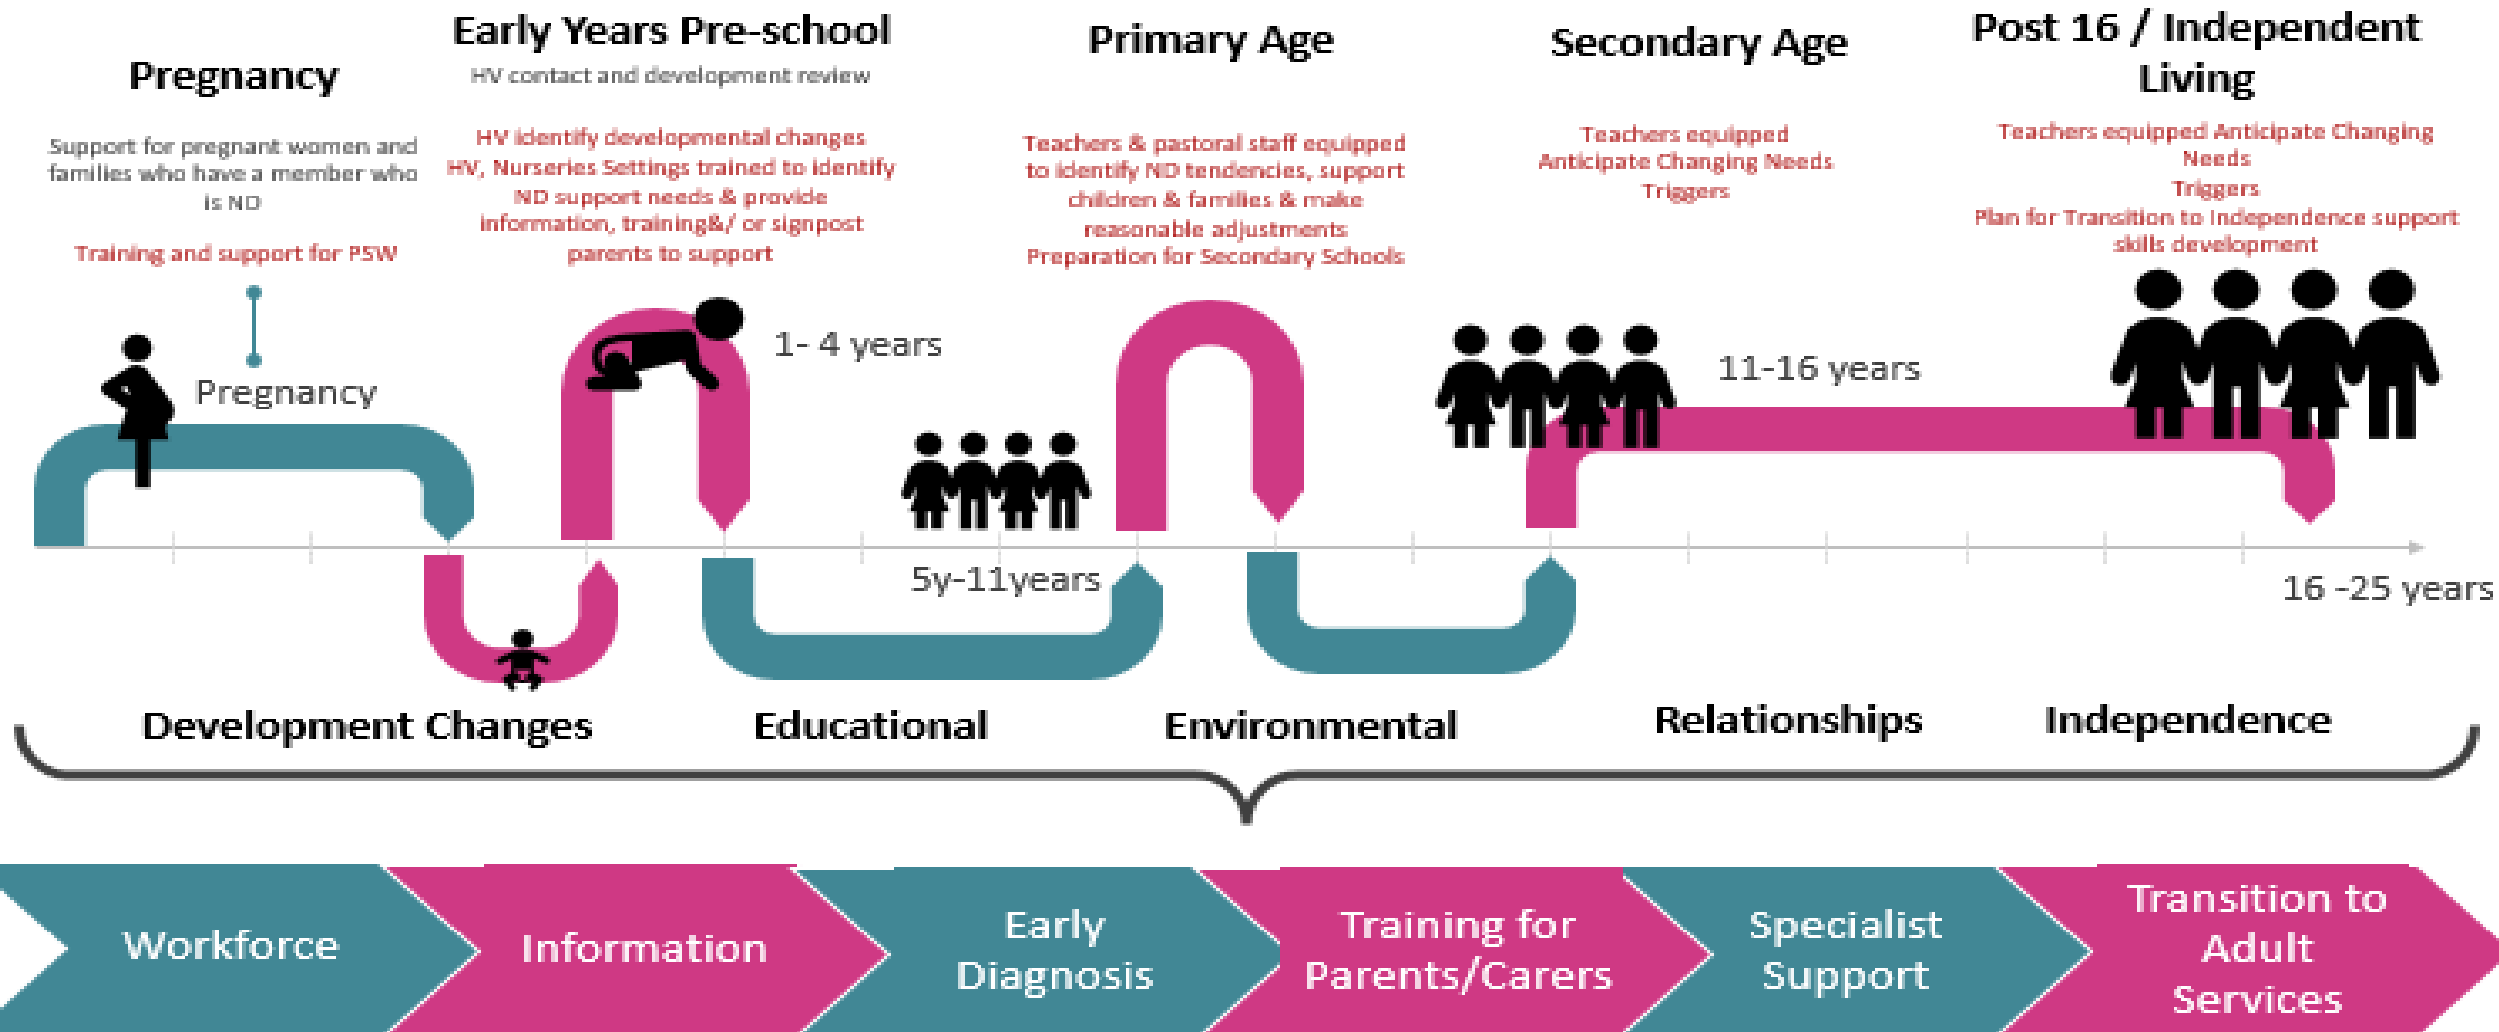 Pregnancy
Support for pregnant women and
families who have a member who
is ND
Training and support for PSW
Early Years Pre-school
HV contact and development review
HV identify developmental changes
HV, Nurseries Settings trained to identify
ND support needs & provide
information, training&/ or signpost
parents to support
Primary Age
Teachers & pastoral staff equipped
to identify ND tendencies, support
children & families & make
reasonable adjustments
Preparation for Secondary Schools
Secondary Age
Teachers equipped
Anticipate Changing Needs
Triggers
Post 16 / Independent
Living
Teachers equipped Anticipate Changing
Needs
Triggers
Plan for Transition to Independence support
skills development
Pregnancy
1- 4 years
5y-11years
11-16 years
16 -25 years
Development Changes
Educational
Environmental
Relationships
Independence
Workforce
Information
Early
Diagnosis
Training for
Parents/Carers
Specialist
Support
Transition to
Adult
Services